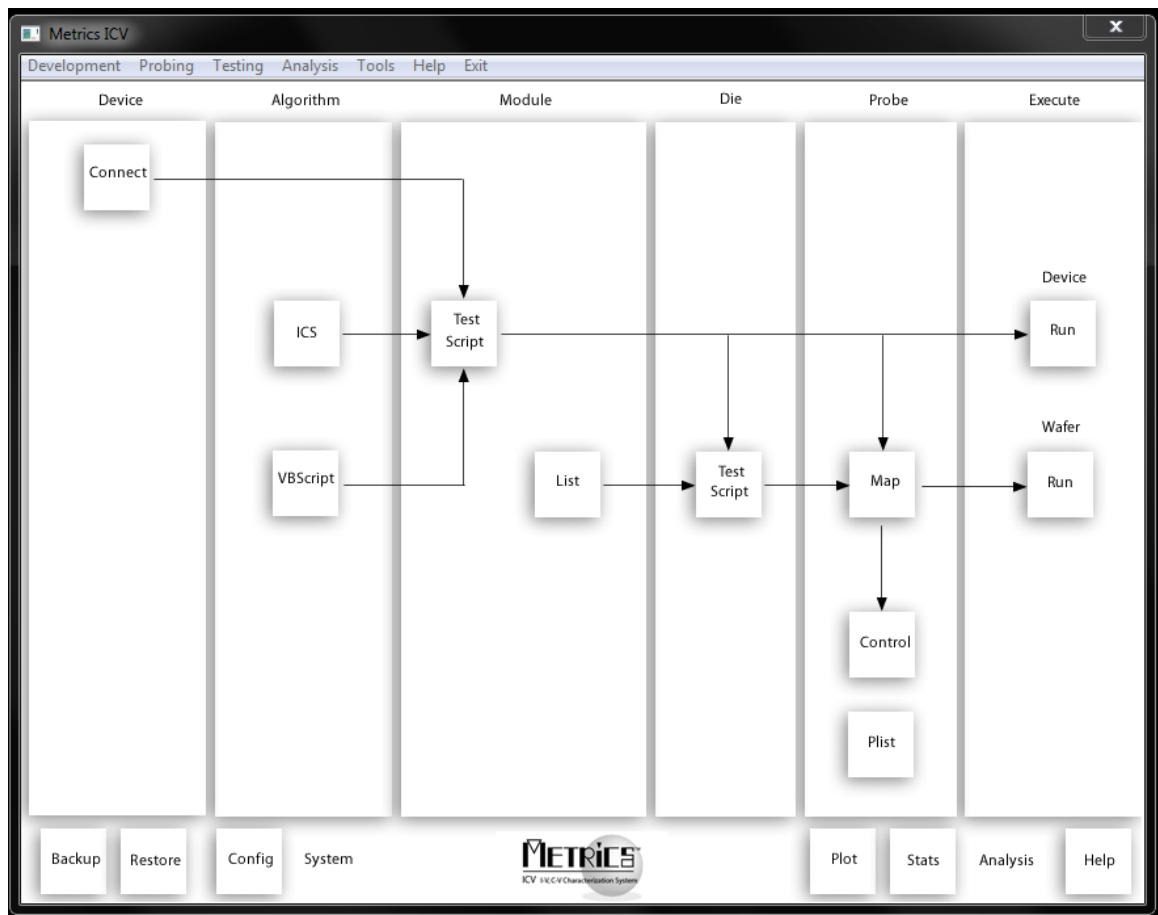 Metrics ICV
Development Probing Testing Analysis Tools Help Exit
Device Algorithm Module Die Probe Execute
Connect
Device
ICS
Test
Script
Run
Wafer
VBScript
List
Test
Script
Map
Run
Control
Plist
Backup Restore Config System
METRICS
ICV I-V, C-V Characterization System
Plot Stats Analysis Help